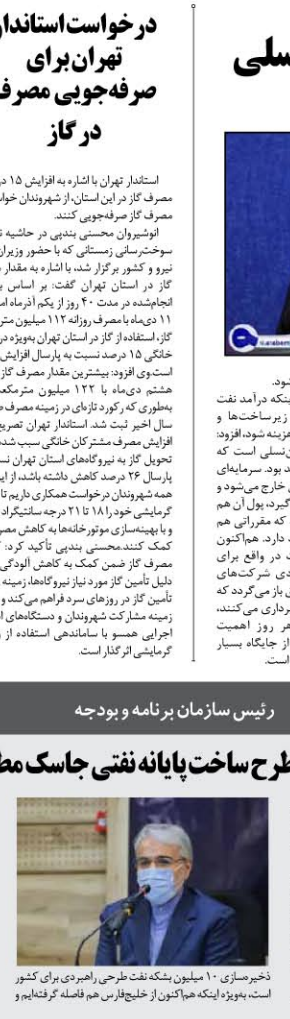 درخواست استاندار
تهران برای
صرفه‌جویی مصرف
در گاز
استاندار تهران با اشاره به افزایش ۱۵ در
مصرف گاز در این استان، از شهروندان خواس
مصرف گاز صرفه‌جویی کنند.
انوشیروان محسنی بندپی در حاشیه ن
سوخت‌رسانی زمستانی که با حضور وزیران
نیرو و کشور برگزار شد، با اشاره به مقدار م
گاز در استان تهران گفت: بر اساس ب
انجام‌شده در مدت ۴۰ روز از یکم آذرماه ام
۱۱ دی‌ماه با مصرف روزانه ۱۱۲ میلیون متر
گاز، استفاده از گاز در استان تهران به‌ویژه در
خانگی ۱۵ درصد نسبت به پارسال افزایش
است.وی افزود: بیشترین مقدار مصرف گاز
هشتم دی‌ماه با ۱۲۲ میلیون مترمکع
به‌طوری که رکورد تازه‌ای در زمینه مصرف ط
سال اخیر ثبت شد. استاندار تهران تصریح
افزایش مصرف مشترکان خانگی سبب شد
تحویل گاز به نیروگاه‌های استان تهران نس
پارسال ۲۶ درصد کاهش داشته باشد، از این
همه شهروندان درخواست همکاری داریم تا
گرمایشی خود را ۱۸ تا ۲۱ درجه سانتیگراد
و با بهینه‌سازی موتورخانه‌ها به کاهش مصر
کمک کنند.محسنی بندپی تأکید کرد: ک
مصرف گاز ضمن کمک به کاهش آلودگی
دلیل تأمین گاز مورد نیاز نیروگاه‌ها، زمینه
تأمین گاز در روزهای سرد فراهم می‌کند و
زمینه مشارکت شهروندان و دستگاه‌های ا
اجرایی همسو با ساماندهی استفاده از و
گرمایشی اثرگذار است.
سلی
شود.
اینکه درآمد نفت
زیرساخت‌ها و
هزینه شود، افزود:
ن‌نسلی است که
د بود. سرمایه‌ای
خارج می‌شود و
گیرد، پول آن هم
که مقرراتی هم
دارد. هم‌اکنون
ت در واقع برای
دی شرکت‌های
باز می‌گردد که
برداری می‌کنند،
هر روز اهمیت
از جایگاه بسیار
است.
رئیس سازمان برنامه و بودجه
طرح ساخت پایانه نفتی جاسک مط
ذخیره‌سازی ۱۰ میلیون بشکه نفت طرحی راهبردی برای کشور
است، به‌ویژه اینکه هم‌اکنون از خلیج‌فارس هم فاصله گرفته‌ایم و